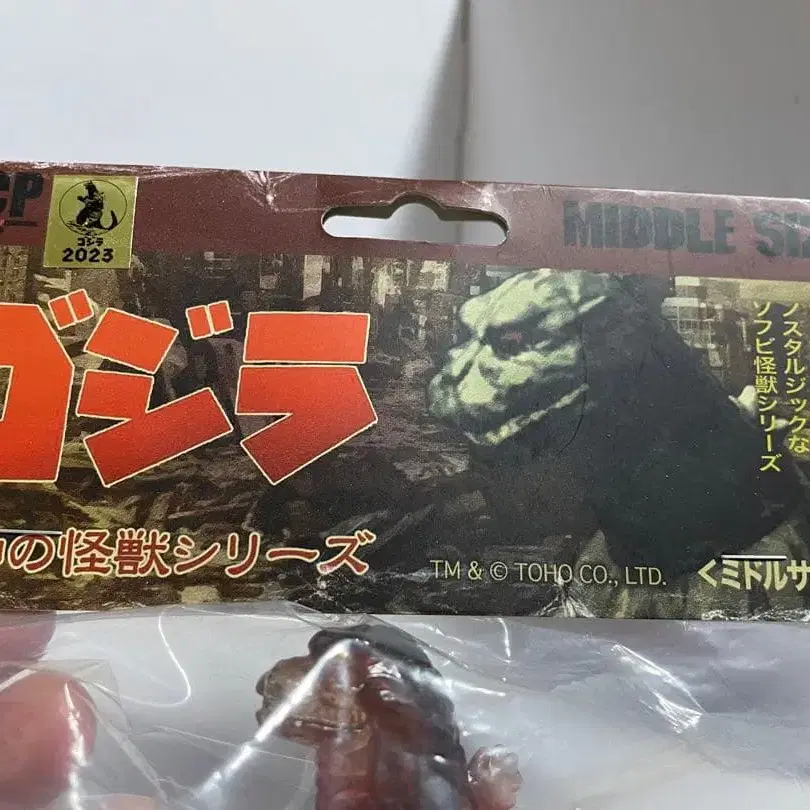 CP
MIDDLE SI
ゴジラ
2023
ゴジラ
ノスタルジックな
ソフビ怪獣シリーズ
の怪獣シリーズ
TM & © TOHO CO., LTD.
<ミドルサ